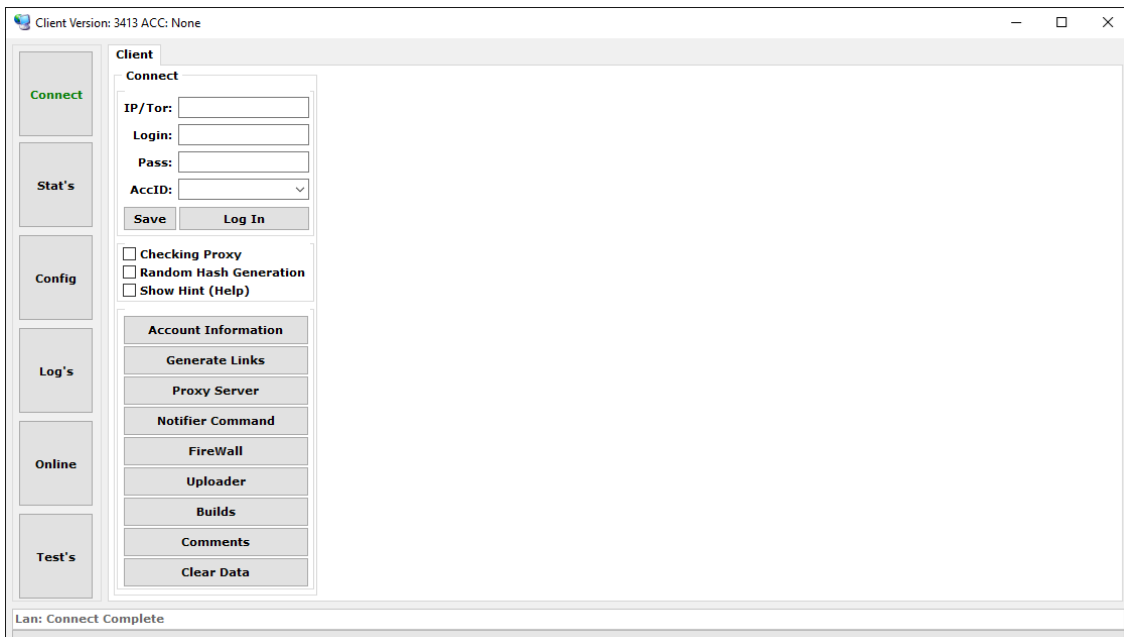 Client Version: 3413 ACC: None
Connect
Stat's
Config
Log's
Online
Test's
Client
Connect
IP/Tor:
Login:
Pass:
AccID:
Save Log In
Checking Proxy
Random Hash Generation
Show Hint (Help)
Account Information
Generate Links
Proxy Server
Notifier Command
FireWall
Uploader
Builds
Comments
Clear Data
Lan: Connect Complete